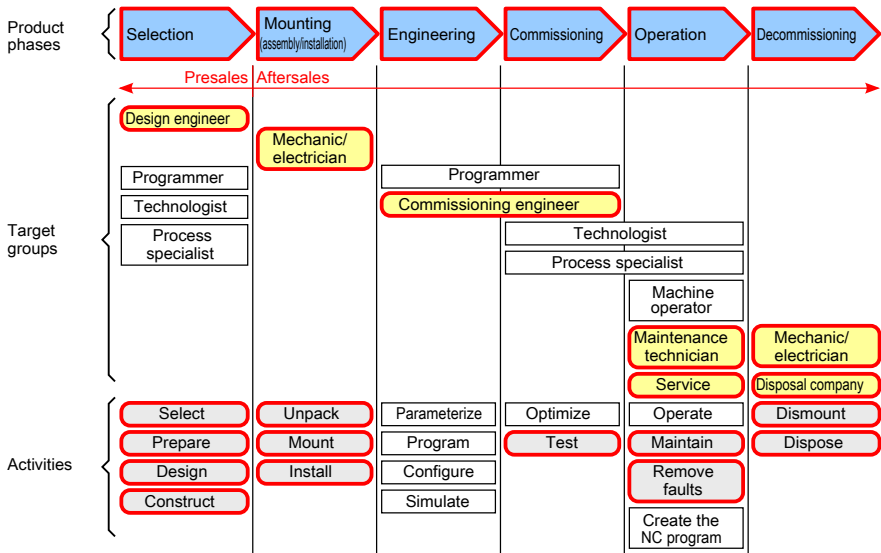 Product
phases
Selection
Mounting
(assembly/installation)
Engineering
Commissioning
Operation
Decommissioning
Presales
Aftersales
Target
groups
Design engineer
Mechanic/
electrician
Programmer
Programmer
Commissioning engineer
Technologist
Process
specialist
Technologist
Process specialist
Machine
operator
Maintenance
technician
Mechanic/
electrician
Service
Disposal company
Activities
Select
Unpack
Parameterize
Optimize
Operate
Dismount
Prepare
Mount
Program
Test
Maintain
Dispose
Design
Install
Configure
Remove
faults
Construct
Simulate
Create the
NC program